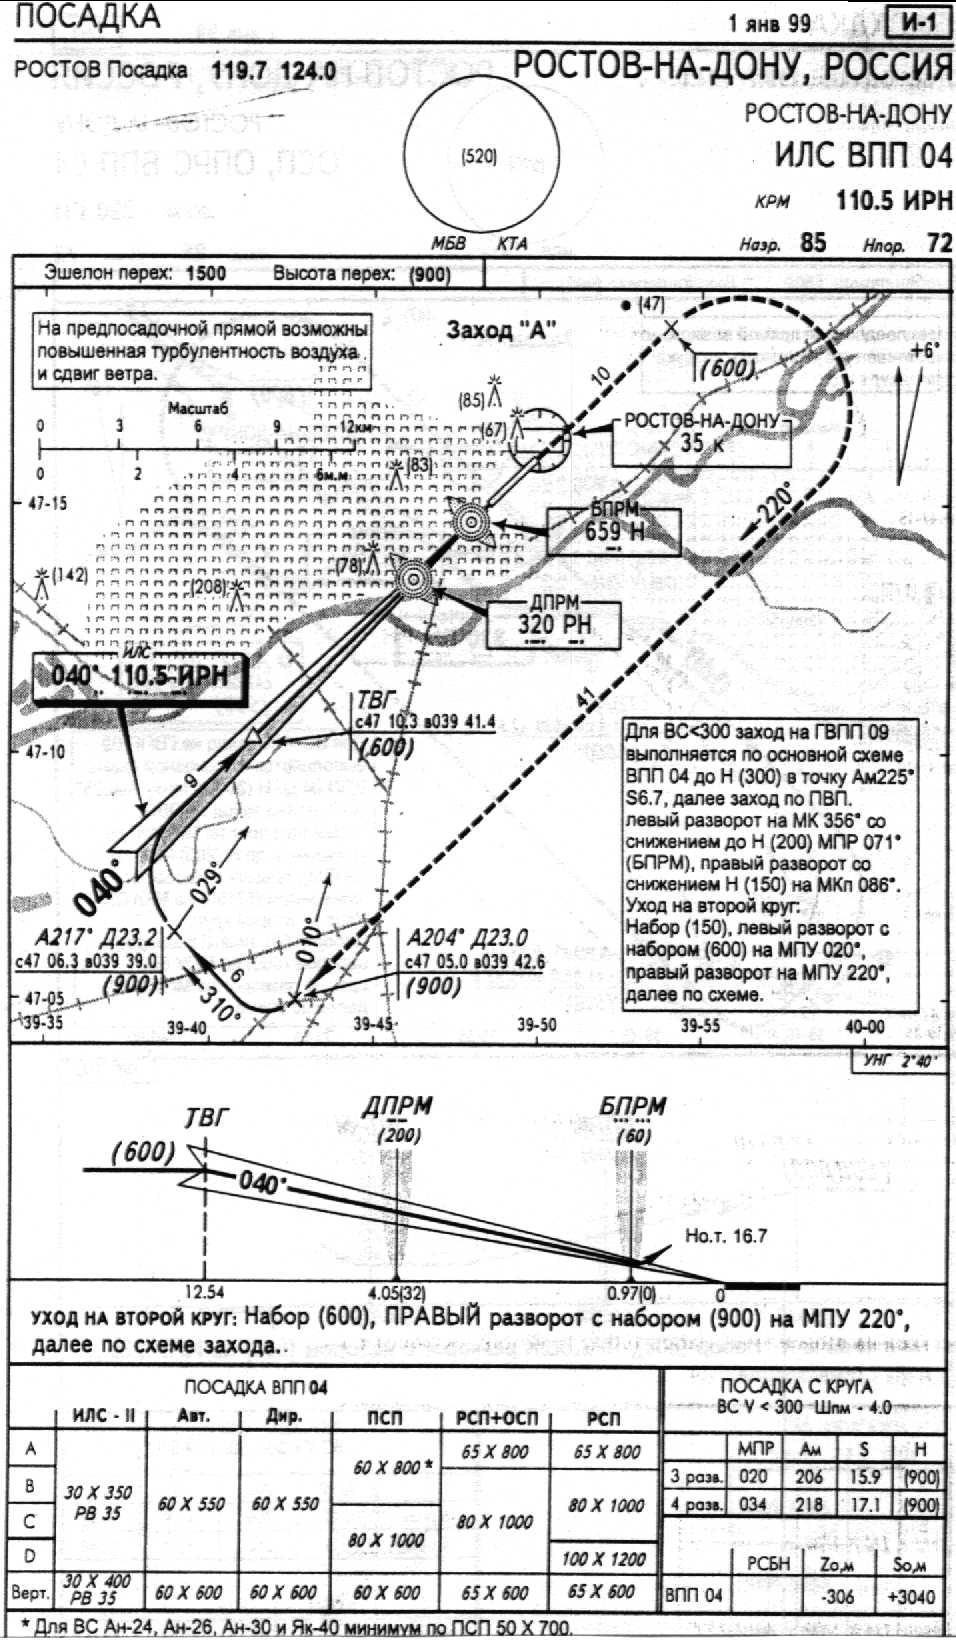 ПОСАДКА
1 янв 99
И-1
РОСТОВ Посадка 119.7 124.0
РОСТОВ-НА-ДОНУ, РОССИЯ
РОСТОВ-НА-ДОНУ
ИЛС ВПП 04
КРМ 110.5 ИРН
(520)
МБВ КТА
Наэр. 85 Нпор. 72
Эшелон перех: 1500 Высота перех: (900)
На предпосадочной прямой возможны
повышенная турбулентность воздуха
и сдвиг ветра.
Заход "А"
(47)
(600)
+6°
10
Масштаб
0 3 6 9 12км
0 2 4 6м.м
(85)
(67)
(83)
РОСТОВ-НА-ДОНУ
35 к
47-15
БПРМ
659 Н
220°
(78)
(142)
(208)
ДПРМ
320 РН
ИЛС
040° 110.5 ИРН
41
ТВГ
с47 10.3 в039 41.4
(600)
47-10
9
Для ВС<300 заход на ГВПП 09
выполняется по основной схеме
ВПП 04 до Н (300) в точку Ам225°
S6.7, далее заход по ПВП.
левый разворот на МК 356° со
снижением до Н (200) МПР 071°
(БПРМ), правый разворот со
снижением Н (150) на МКп 086°.
Уход на второй круг:
Набор (150), левый разворот с
набором (600) на МПУ 020°,
правый разворот на МПУ 220°,
далее по схеме.
040°
029°
010°
А217° Д23.2
с47 06.3 в039 39.0
(900)
А204° Д23.0
с47 05.0 в039 42.6
(900)
6
310°
47-05
39-35 39-40 39-45 39-50 39-55 40-00
УНГ 2°40'
ТВГ
(600)
ДПРМ
(200)
БПРМ
(60)
040°
Но.т. 16.7
12.54 4.05(32) 0.97(0) 0
УХОД НА ВТОРОЙ КРУГ: Набор (600), ПРАВЫЙ разворот с набором (900) на МПУ 220°,
далее по схеме захода.
ПОСАДКА ВПП 04
ИЛС - II Авт. Дир. ПСП РСП+ОСП РСП
A
B
C
D
Верт.
30 X 350
РВ 35
60 X 550
60 X 550
60 X 800*
80 X 1000
65 X 800
80 X 1000
65 X 800
80 X 1000
100 X 1200
30 X 400
РВ 35
60 X 600 60 X 600 60 X 600 65 X 600 65 X 600
* Для ВС Ан-24, Ан-26, Ан-30 и Як-40 минимум по ПСП 50 X 700.
ПОСАДКА С КРУГА
ВС V < 300 Шпм - 4.0
МПР Ам S Н
3 разв. 020 206 15.9 (900)
4 разв. 034 218 17.1 (900)
РСБН Zо,м Sо,м
ВПП 04 -306 +3040